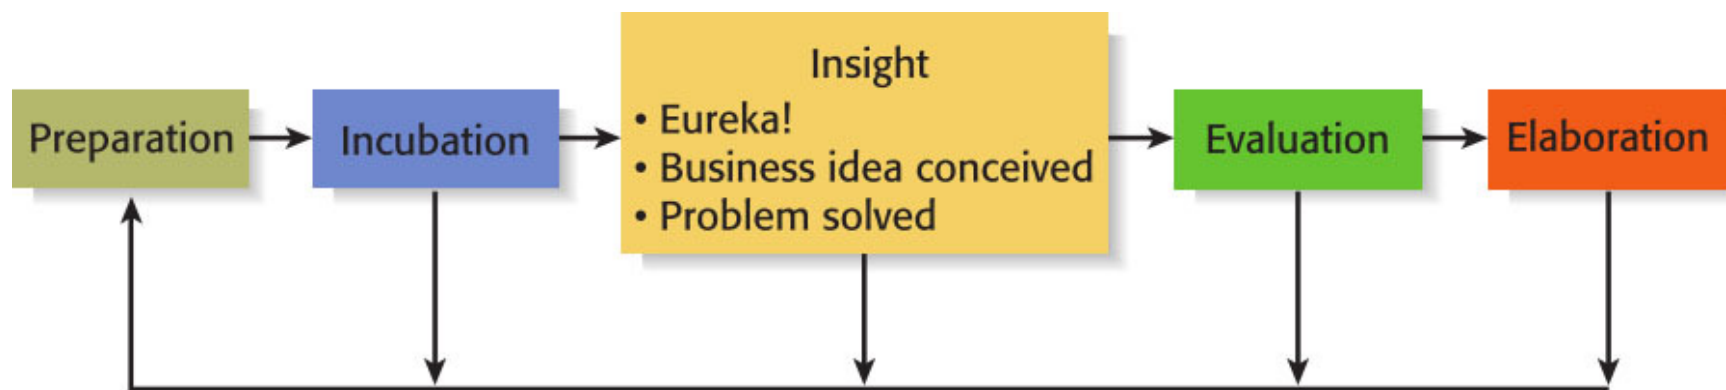 Preparation
Incubation
Insight
• Eureka!
• Business idea conceived
• Problem solved
Evaluation
Elaboration